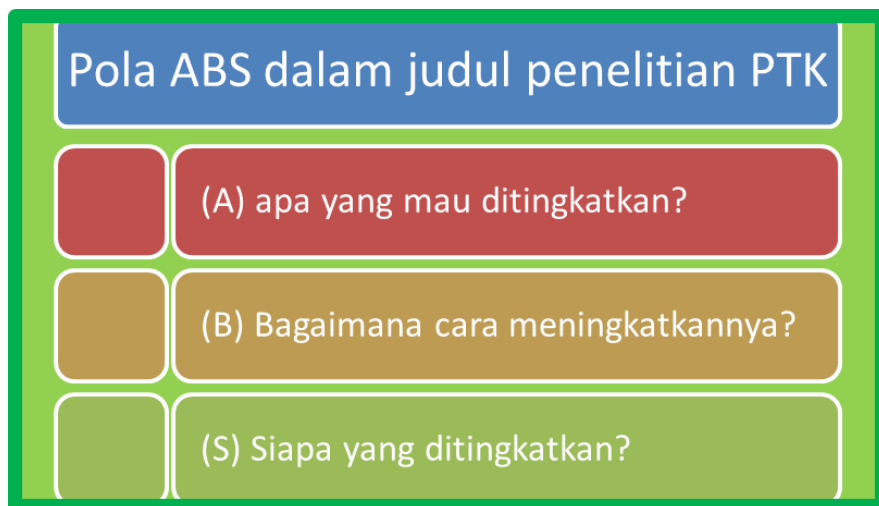 Pola ABS dalam judul penelitian PTK
(A) apa yang mau ditingkatkan?
(B) Bagaimana cara meningkatkannya?
(S) Siapa yang ditingkatkan?